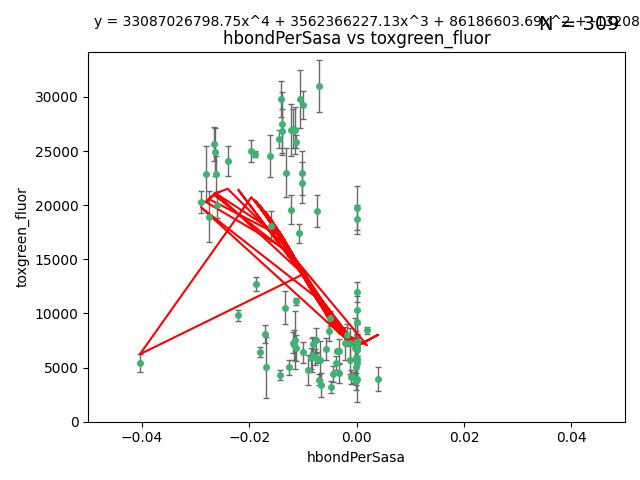 y = 33087026798.75x^4 + 3562366227.13x^3 + 86186603.69x^2 + -13208
N = 309
hbondPerSasa vs toxgreen_fluor
30000
25000
20000
15000
10000
5000
0
toxgreen_fluor
−0.04 −0.02 0.00 0.02 0.04
hbondPerSasa